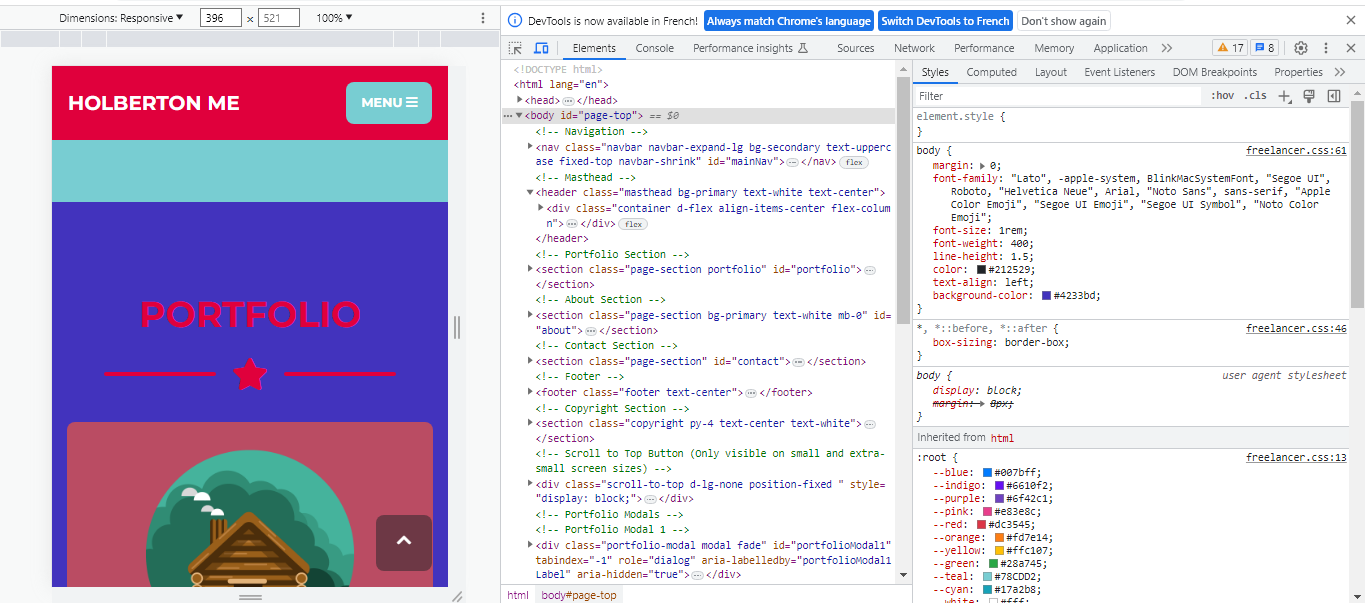 Dimensions: Responsive ▼ 396 × 521 100% ▼
HOLBERTON ME
MENU ☰
PORTFOLIO
DevTools is now available in French! Always match Chrome's language Switch DevTools to French Don't show again
Elements Console Performance insights Sources Network Performance Memory Application 17 8
<!DOCTYPE html>
<html lang="en">
<head>…</head>
<body id="page-top"> == $0
<!-- Navigation -->
<nav class="navbar navbar-expand-lg bg-secondary text-upperc
ase fixed-top navbar-shrink" id="mainNav">…</nav> flex
<!-- Masthead -->
<header class="masthead bg-primary text-white text-center">
<div class="container d-flex align-items-center flex-colum
n">…</div> flex
</header>
<!-- Portfolio Section -->
<section class="page-section portfolio" id="portfolio">…
</section>
<!-- About Section -->
<section class="page-section bg-primary text-white mb-0" id=
"about">…</section>
<!-- Contact Section -->
<section class="page-section" id="contact">…</section>
<!-- Footer -->
<footer class="footer text-center">…</footer>
<!-- Copyright Section -->
<section class="copyright py-4 text-center text-white">…
</section>
<!-- Scroll to Top Button (Only visible on small and extra-
small screen sizes) -->
<div class="scroll-to-top d-lg-none position-fixed " style=
"display: block;">…</div>
<!-- Portfolio Modals -->
<!-- Portfolio Modal 1 -->
<div class="portfolio-modal modal fade" id="portfolioModal1"
tabindex="-1" role="dialog" aria-labelledby="portfolioModal1
Label" aria-hidden="true">…</div>
html body#page-top
Styles Computed Layout Event Listeners DOM Breakpoints Properties
Filter :hov .cls
element.style {
}
body { freelancer.css:61
margin: 0;
font-family: "Lato", -apple-system, BlinkMacSystemFont, "Segoe UI",
Roboto, "Helvetica Neue", Arial, "Noto Sans", sans-serif, "Apple
Color Emoji", "Segoe UI Emoji", "Segoe UI Symbol", "Noto Color
Emoji";
font-size: 1rem;
font-weight: 400;
line-height: 1.5;
color: #212529;
text-align: left;
background-color: #4233bd;
}
*, *::before, *::after { freelancer.css:46
box-sizing: border-box;
}
body { user agent stylesheet
display: block;
margin: 8px;
}
Inherited from html
:root { freelancer.css:13
--blue: #007bff;
--indigo: #6610f2;
--purple: #6f42c1;
--pink: #e83e8c;
--red: #dc3545;
--orange: #fd7e14;
--yellow: #ffc107;
--green: #28a745;
--teal: #78CDD2;
--cyan: #17a2b8;
--white: #fff;